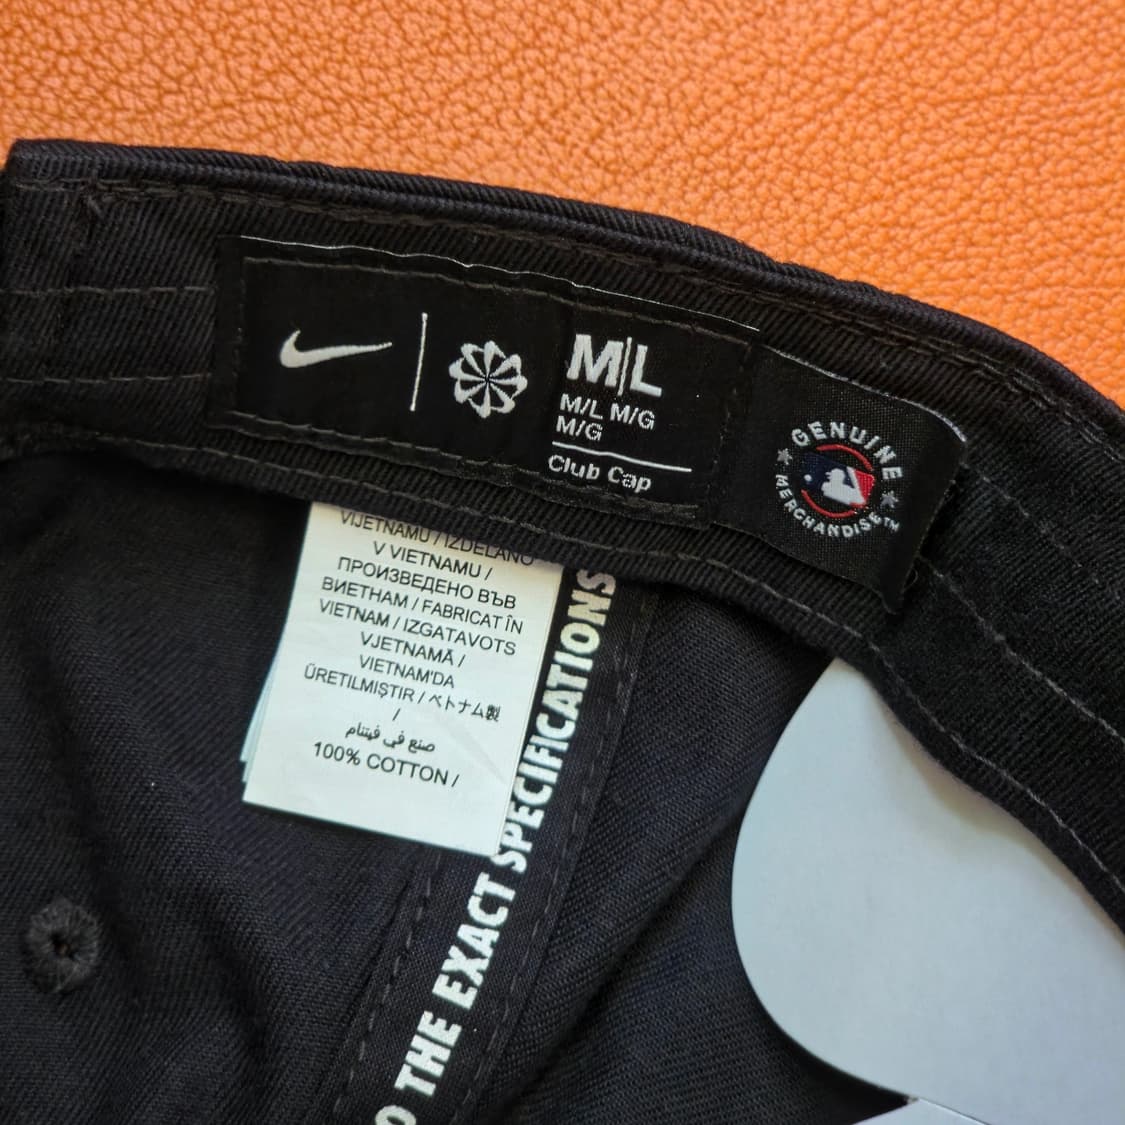 M|L
M/L M/G
M/G
Club Cap
GENUINE
MERCHANDISE™
VIJETNAMU / IZDELANO
V VIETNAMU /
ПРОИЗВЕДЕНО ВЪВ
ВИЕТНАМ / FABRICAT ÎN
VIETNAM / IZGATAVOTS
VJETNAMĀ /
VIETNAM'DA
ÜRETILMIŞTIR / ベトナム製
/
صنع في فيتنام
100% COTTON /
THE EXACT SPECIFICATIONS